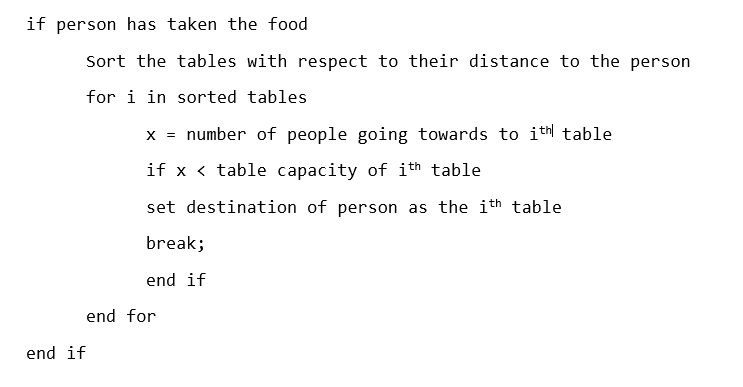 if person has taken the food
Sort the tables with respect to their distance to the person
for i in sorted tables
x = number of people going towards to iᵗʰ table
if x < table capacity of iᵗʰ table
set destination of person as the iᵗʰ table
break;
end if
end for
end if